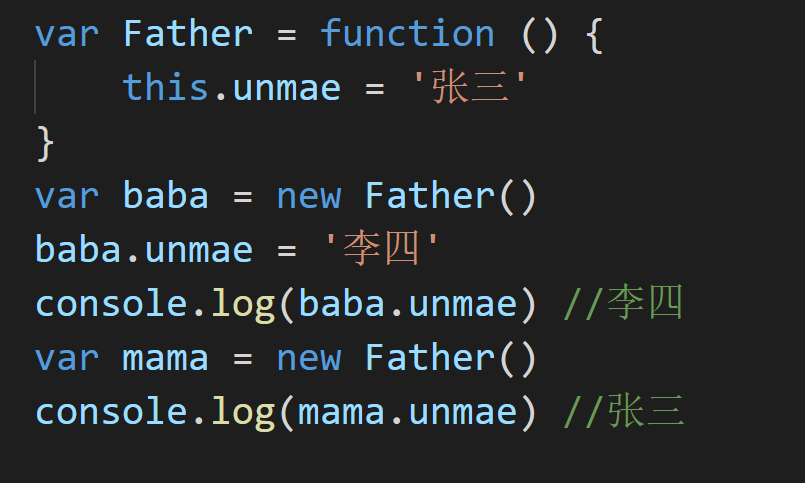 var Father = function () {
    this.unmae = '张三'
}
var baba = new Father()
baba.unmae = '李四'
console.log(baba.unmae) //李四
var mama = new Father()
console.log(mama.unmae) //张三